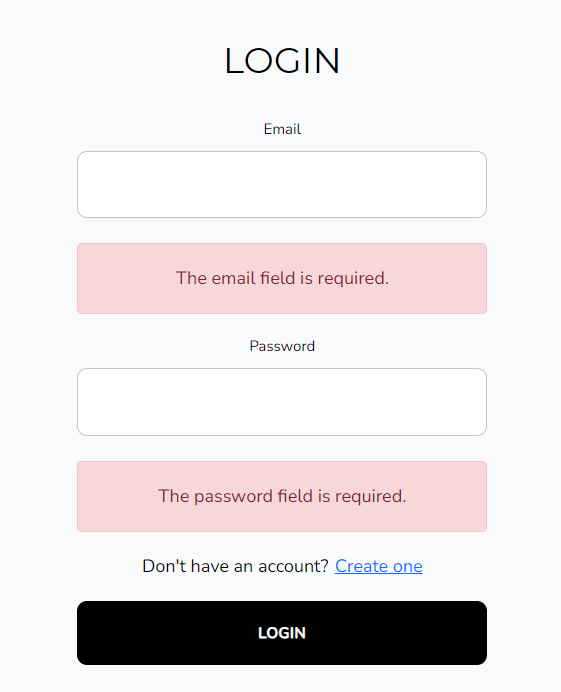 LOGIN
Email
The email field is required.
Password
The password field is required.
Don't have an account? Create one
LOGIN